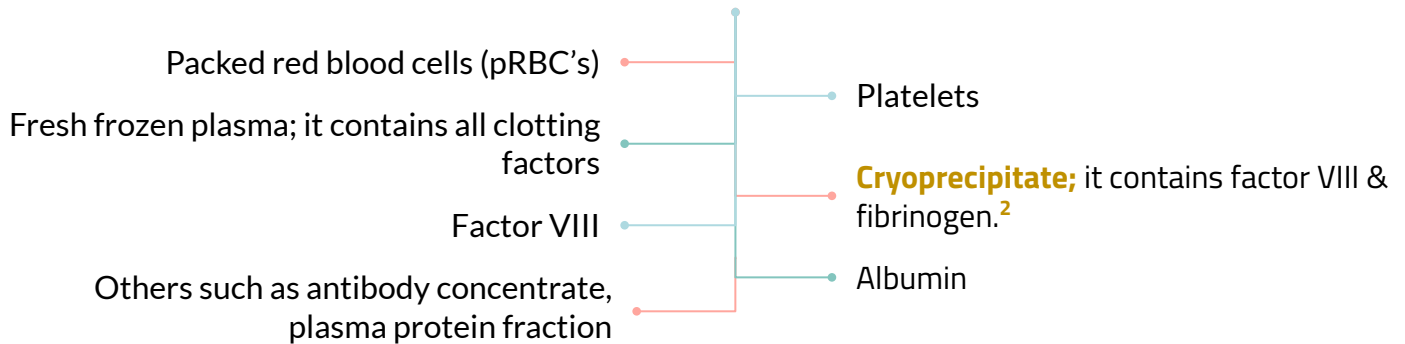 Packed red blood cells (pRBC’s)
Platelets
Fresh frozen plasma; it contains all clotting
factors
Cryoprecipitate; it contains factor VIII &
fibrinogen.²
Factor VIII
Albumin
Others such as antibody concentrate,
plasma protein fraction